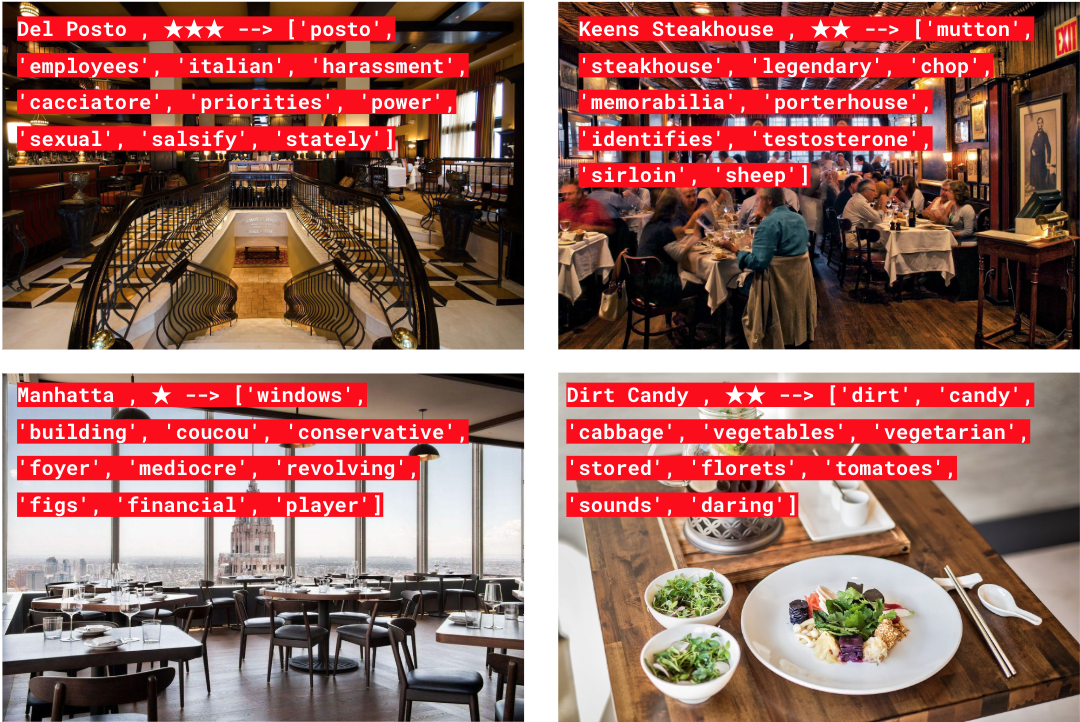 Del Posto , ★★★ --> ['posto',
'employees', 'italian', 'harassment',
'cacciatore', 'priorities', 'power',
'sexual' 'salsify', 'stately']
Keens Steakhouse , ★★ --> ['mutton',
'steakhouse', 'legendary', 'chop',
'memorabilia', 'porterhouse',
'identifies', 'testosterone',
'sirloin', 'sheep']
EXIT
Manhatta , ★ --> ['windows',
'building', 'coucou', 'conservative',
'foyer', 'mediocre', 'revolving',
'figs', 'financial', 'player']
Dirt Candy , ★★ --> ['dirt', 'candy',
'cabbage', 'vegetables', 'vegetarian',
'stored', 'florets', 'tomatoes',
'sounds', 'daring']